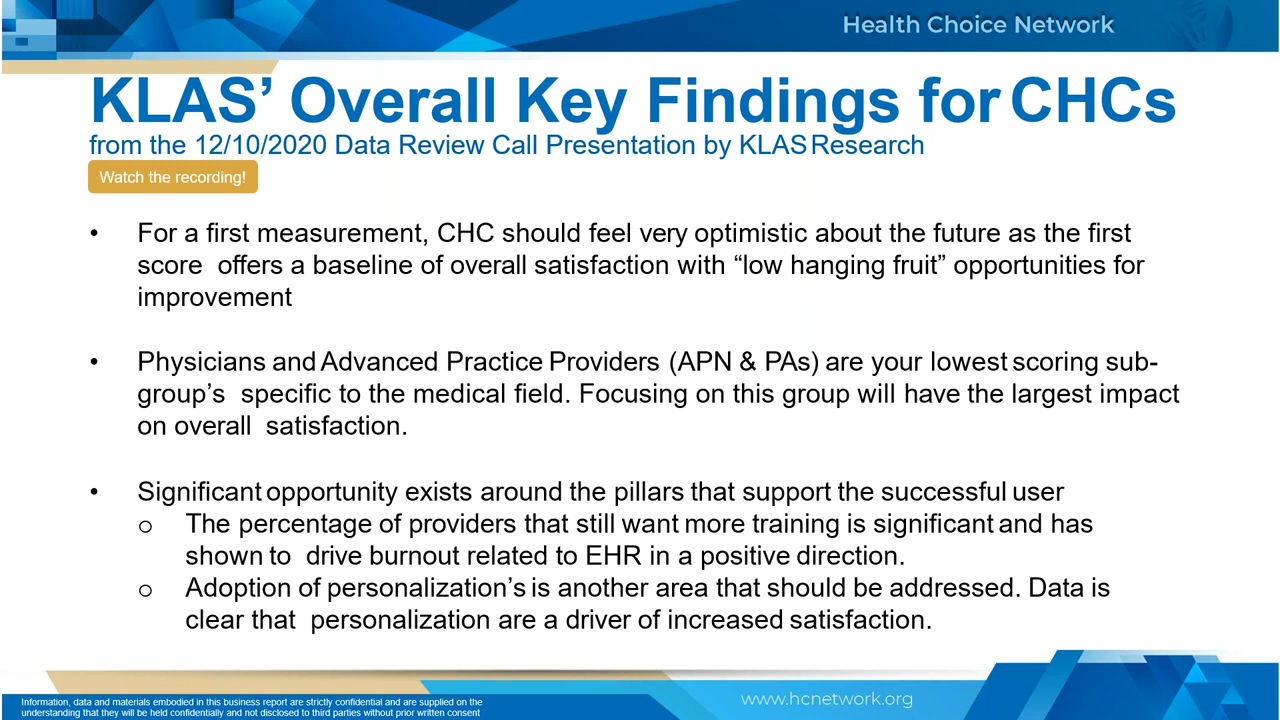 Health Choice Network
KLAS’ Overall Key Findings for CHCs
from the 12/10/2020 Data Review Call Presentation by KLAS Research
Watch the recording!
• For a first measurement, CHC should feel very optimistic about the future as the first
score offers a baseline of overall satisfaction with “low hanging fruit” opportunities for
improvement
• Physicians and Advanced Practice Providers (APN & PAs) are your lowest scoring sub-
group’s specific to the medical field. Focusing on this group will have the largest impact
on overall satisfaction.
• Significant opportunity exists around the pillars that support the successful user
o The percentage of providers that still want more training is significant and has
shown to drive burnout related to EHR in a positive direction.
o Adoption of personalization’s is another area that should be addressed. Data is
clear that personalization are a driver of increased satisfaction.
Information, data and materials embodied in this business report are strictly confidential and are supplied on the
understanding that they will be held confidentially and not disclosed to third parties without prior written consent
www.hcnetwork.org